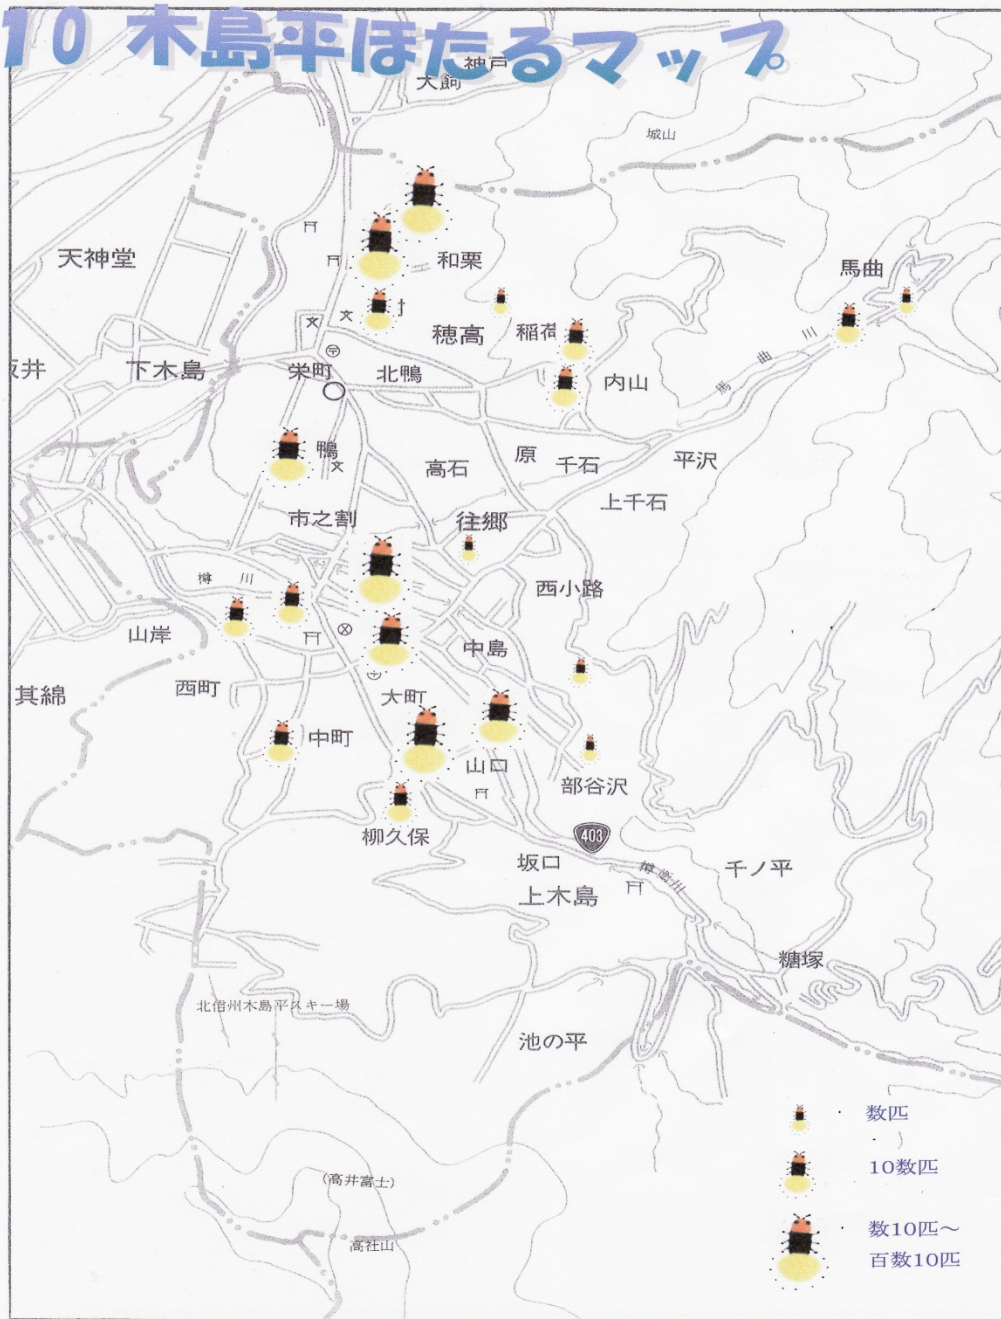 10 木島平ほたるマップ
神戸
犬飼
城山
天神堂
和栗
馬曲
穂高
稲荷
馬曲川
下木島
栄町
北鴨
内山
鴨
高石
原
千石
平沢
上千石
市之割
往郷
樽川
西小路
山岸
中島
其綿
西町
大町
中町
山口
部谷沢
柳久保
403
坂口
千ノ平
上木島
糖塚
北信州木島平スキー場
池の平
数匹
10数匹
(高井富士)
数10匹～
百数10匹
高社山